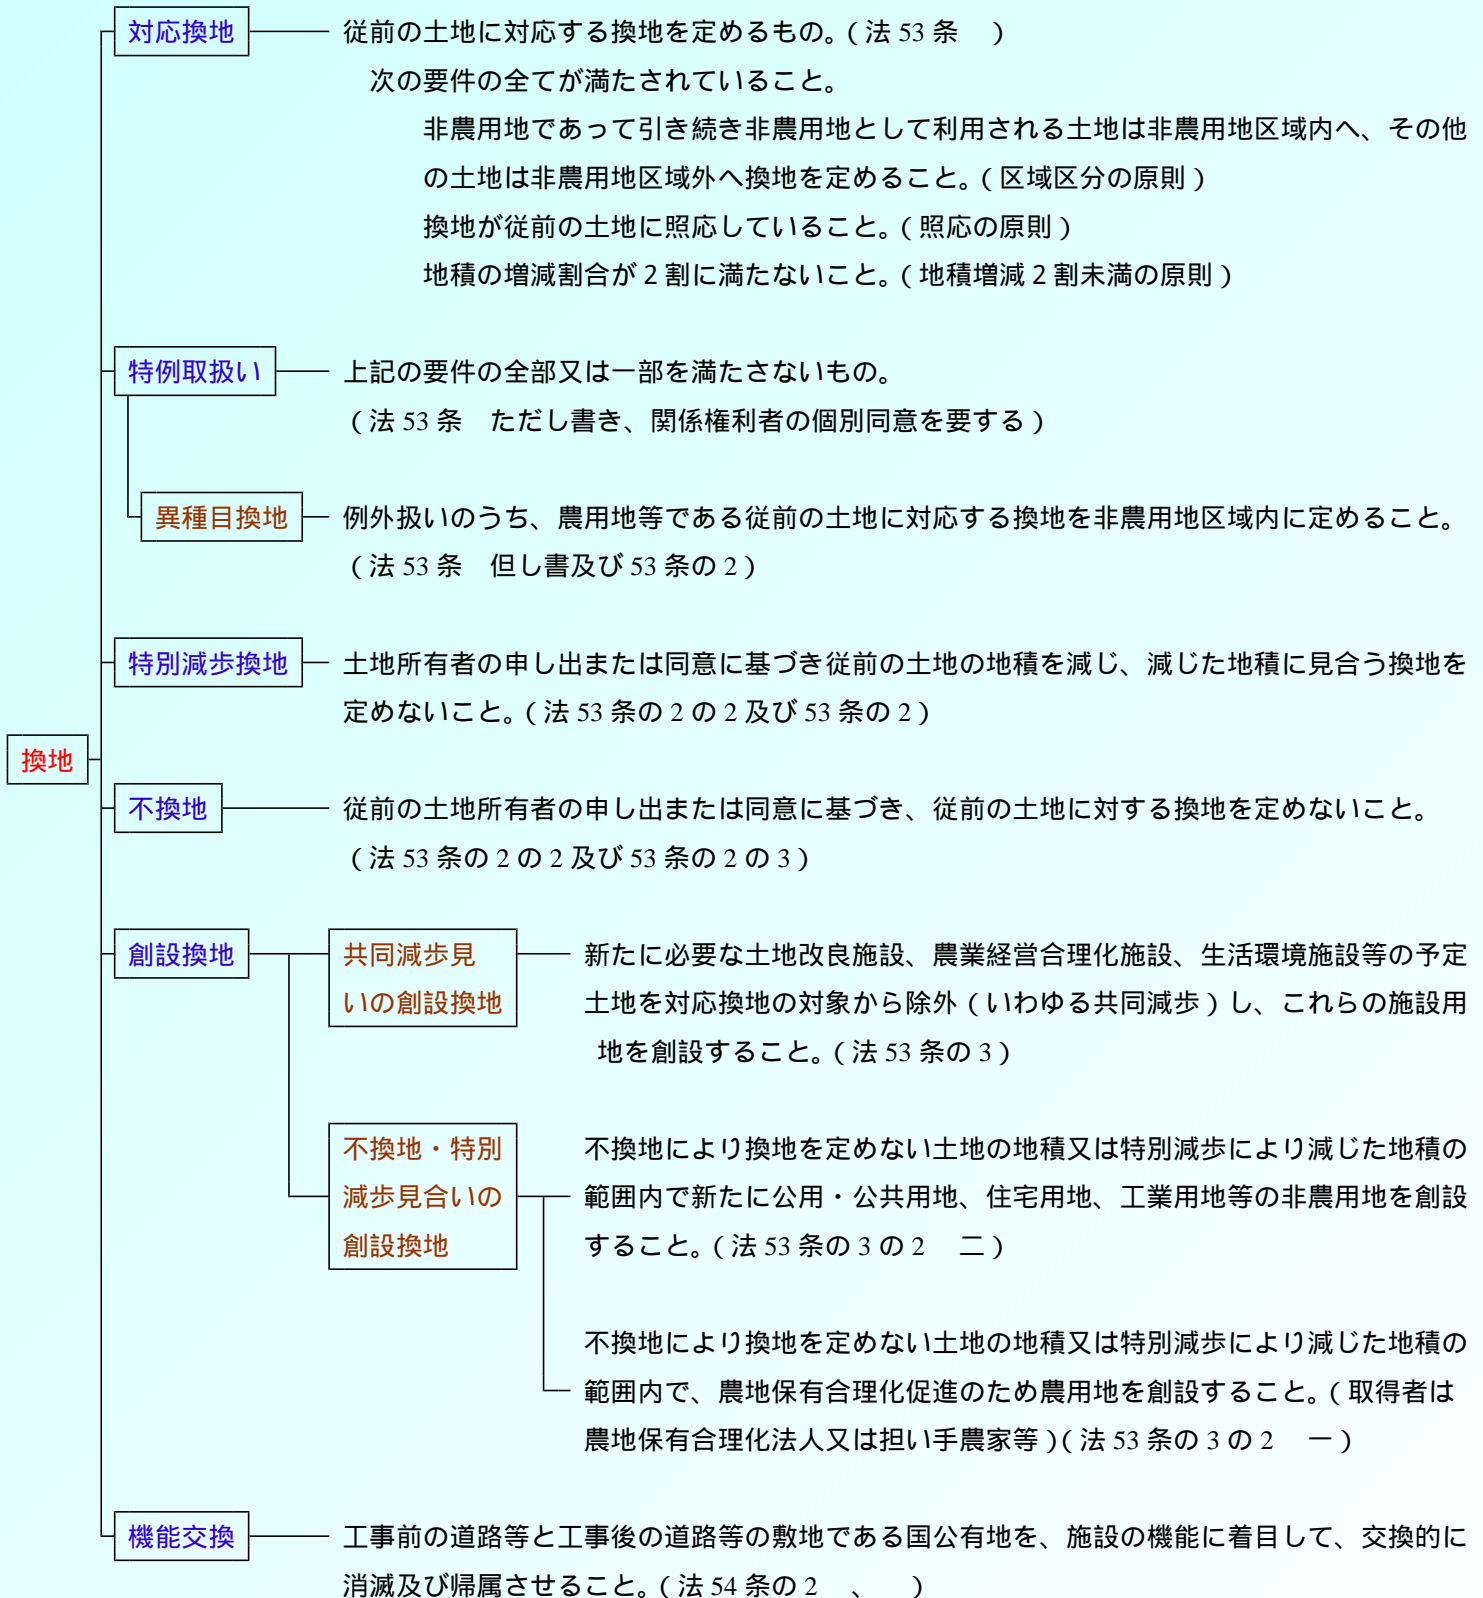 対応換地 従前の土地に対応する換地を定めるもの。(法 53 条 )
次の要件の全てが満たされていること。
非農用地であって引き続き非農用地として利用される土地は非農用地区域内へ、その他
の土地は非農用地区域外へ換地を定めること。(区域区分の原則)
換地が従前の土地に照応していること。(照応の原則)
地積の増減割合が2割に満たないこと。(地積増減2割未満の原則)
特例取扱い 上記の要件の全部又は一部を満たさないもの。
(法 53 条 ただし書き、関係権利者の個別同意を要する)
異種目換地 例外扱いのうち、農用地等である従前の土地に対応する換地を非農用地区域内に定めること。
(法 53 条 但し書及び 53 条の 2)
特別減歩換地 土地所有者の申し出または同意に基づき従前の土地の地積を減じ、減じた地積に見合う換地を
定めないこと。(法 53 条の 2 の 2 及び 53 条の 2)
換地
不換地 従前の土地所有者の申し出または同意に基づき、従前の土地に対する換地を定めないこと。
(法 53 条の 2 の 2 及び 53 条の 2 の 3)
創設換地 共同減歩見 新たに必要な土地改良施設、農業経営合理化施設、生活環境施設等の予定
いの創設換地 土地を対応換地の対象から除外(いわゆる共同減歩)し、これらの施設用
地を創設すること。(法 53 条の 3)
不換地・特別 不換地により換地を定めない土地の地積又は特別減歩により減じた地積の
減歩見合いの 範囲内で新たに公用・公共用地、住宅用地、工業用地等の非農用地を創設
創設換地 すること。(法 53 条の 3 の 2 二)
不換地により換地を定めない土地の地積又は特別減歩により減じた地積の
範囲内で、農地保有合理化促進のため農用地を創設すること。(取得者は
農地保有合理化法人又は担い手農家等)(法 53 条の 3 の 2 一)
機能交換 工事前の道路等と工事後の道路等の敷地である国公有地を、施設の機能に着目して、交換的に
消滅及び帰属させること。(法 54 条の 2 、 )